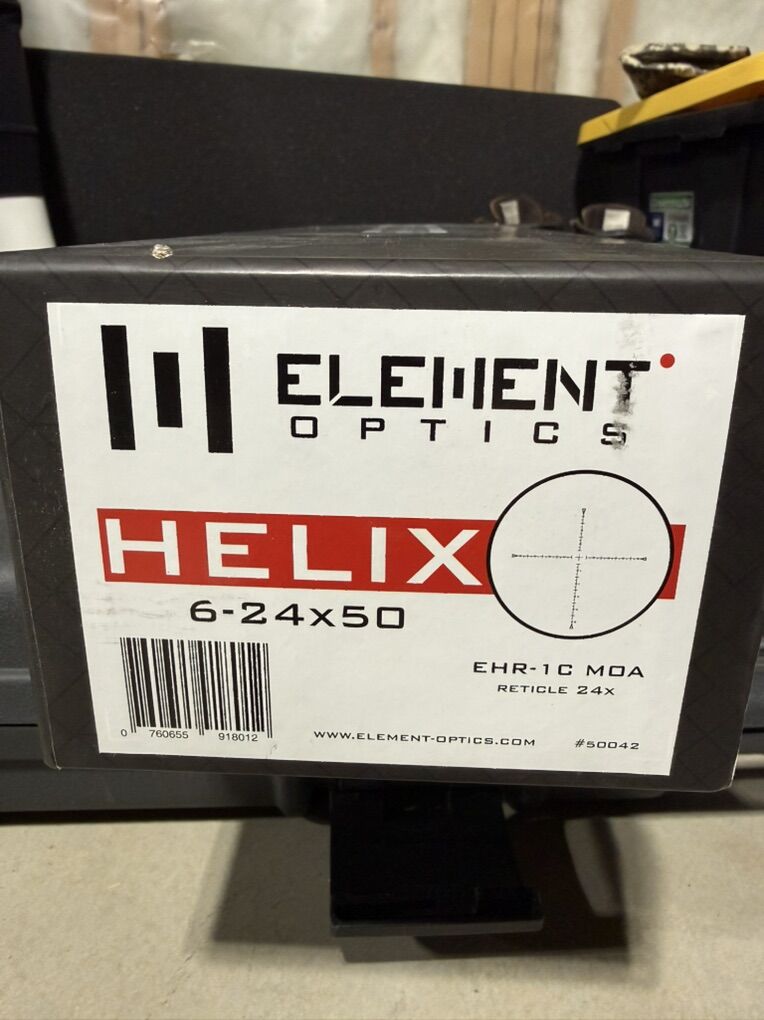 ELEMENT
OPTICS
HELIX
6-24x50
EHR-1C MOA
RETICLE 24X
0 760655 918012
WWW.ELEMENT-OPTICS.COM
#50042